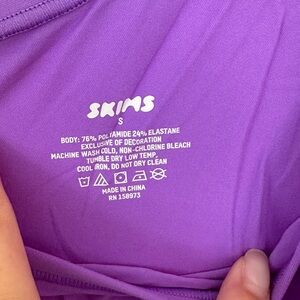 SKIMS
S
BODY: 76% POLYAMIDE 24% ELASTANE
EXCLUSIVE OF DECORATION
MACHINE WASH COLD, NON-CHLORINE BLEACH
TUMBLE DRY LOW TEMP,
COOL IRON, DO NOT DRY CLEAN
MADE IN CHINA
RN 158973